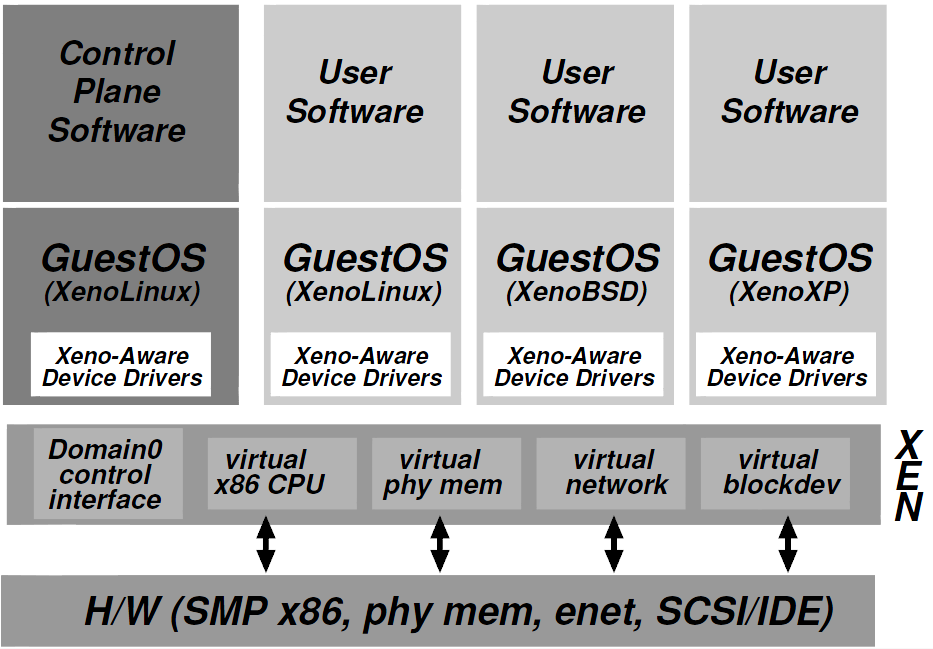 Control
Plane
Software
User
Software
User
Software
User
Software
GuestOS
(XenoLinux)
GuestOS
(XenoLinux)
GuestOS
(XenoBSD)
GuestOS
(XenoXP)
Xeno-Aware
Device Drivers
Xeno-Aware
Device Drivers
Xeno-Aware
Device Drivers
Xeno-Aware
Device Drivers
Domain0
control
interface
virtual
x86 CPU
virtual
phy mem
virtual
network
virtual
blockdev
XEN
H/W (SMP x86, phy mem, enet, SCSI/IDE)